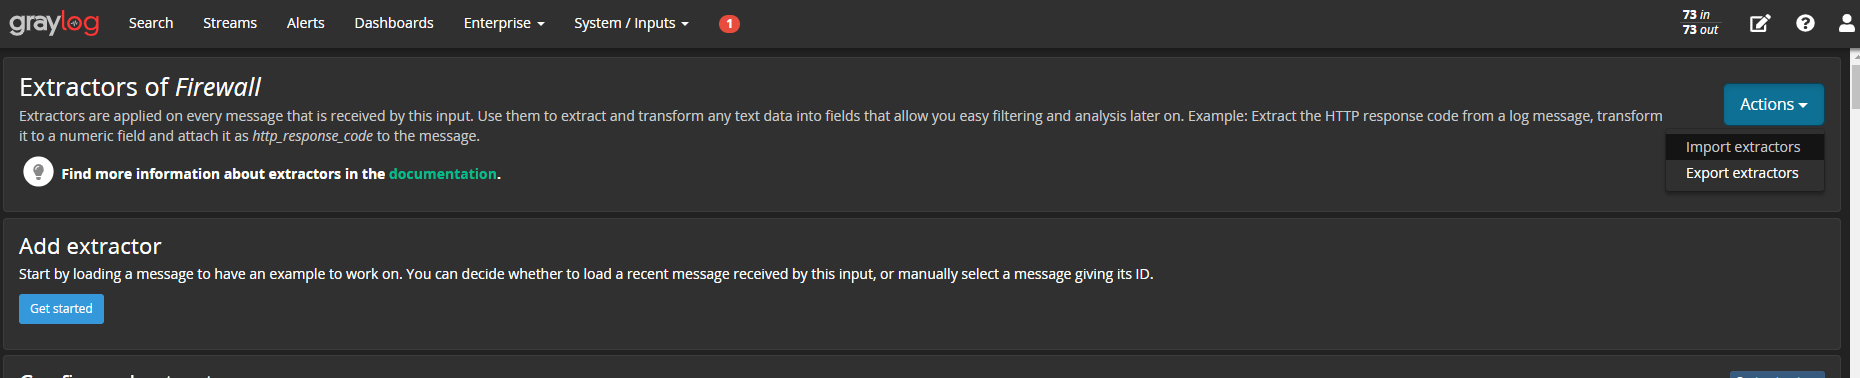 graylog Search Streams Alerts Dashboards Enterprise System / Inputs 1 73 in
73 out
Extractors of Firewall
Actions
Extractors are applied on every message that is received by this input. Use them to extract and transform any text data into fields that allow you easy filtering and analysis later on. Example: Extract the HTTP response code from a log message, transform
it to a numeric field and attach it as http_response_code to the message.
Import extractors
Find more information about extractors in the documentation.
Export extractors
Add extractor
Start by loading a message to have an example to work on. You can decide whether to load a recent message received by this input, or manually select a message giving its ID.
Get started